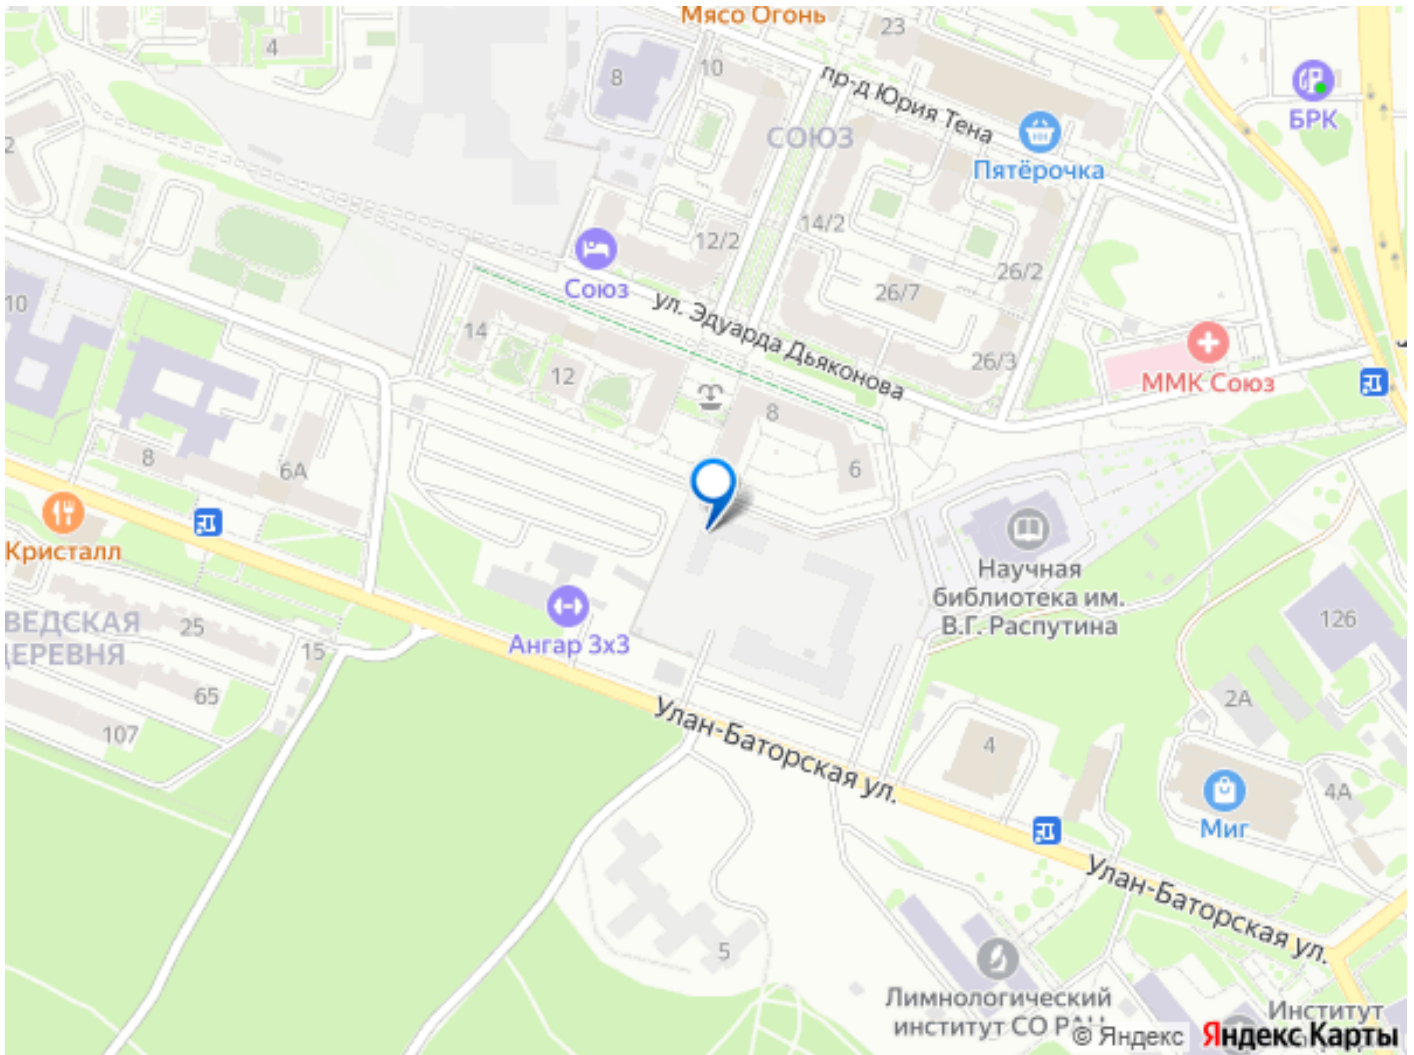 Мясо Огонь
23
4
8
10
пр-д Юрия Тена
БРК
СОЮЗ
Пятёрочка
2
12/2
14/2
Союз
26/2
26/7
10
ул. Эдуарда Дьяконова
14
26/3
12
ММК Союз
8
8
6А
6
Кристалл
Научная
библиотека им.
В.Г. Распутина
ВЕДСКАЯ
ЦЕРЕВНЯ
25
15
Ангар 3х3
126
65
107
2А
Улан-Баторская ул.
4
4А
Миг
Улан-Баторская ул.
5
Лимнологический
институт СО РАН
Институт
© Яндекс
Яндекс Карты